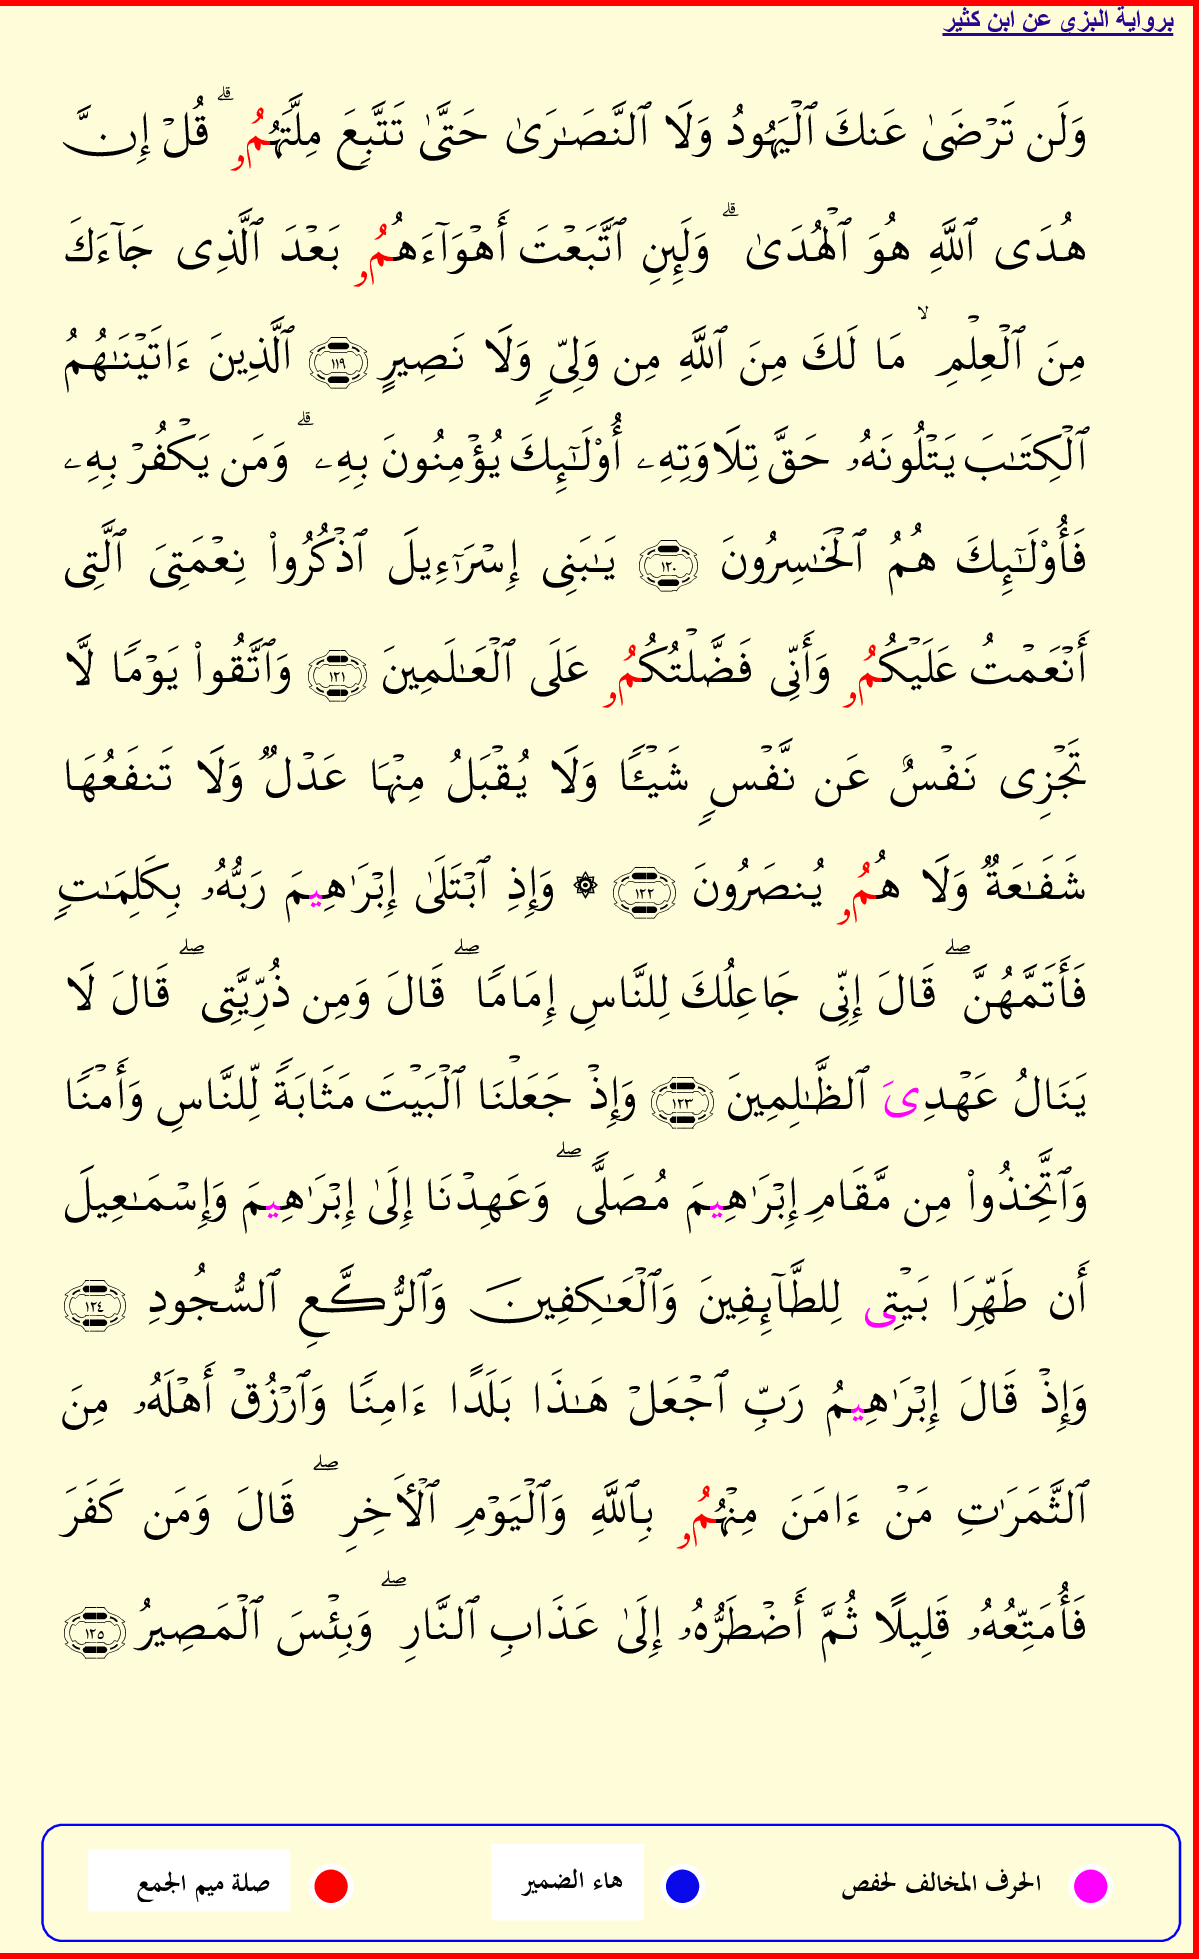 برواية البزي عن ابن كثير
وَلَن تَرْضَىٰ عَنكَ ٱلْيَهُودُ وَلَا ٱلنَّصَـٰرَىٰ حَتَّىٰ تَتَّبِعَ مِلَّتَهُمُۥ ۗ قُلْ إِنَّ
هُدَى ٱللَّهِ هُوَ ٱلْهُدَىٰ ۗ وَلَئِنِ ٱتَّبَعْتَ أَهْوَآءَهُمُۥ بَعْدَ ٱلَّذِى جَآءَكَ
مِنَ ٱلْعِلْمِ ۙ مَا لَكَ مِنَ ٱللَّهِ مِن وَلِىٍّ وَلَا نَصِيرٍ ١١٩ ٱلَّذِينَ ءَاتَيْنَـٰهُمُ
ٱلْكِتَـٰبَ يَتْلُونَهُۥ حَقَّ تِلَاوَتِهِۦ أُوْلَـٰٓئِكَ يُؤْمِنُونَ بِهِۦ ۗ وَمَن يَكْفُرْ بِهِۦ
فَأُوْلَـٰٓئِكَ هُمُ ٱلْخَـٰسِرُونَ ١٢٠ يَـٰبَنِى إِسْرَٰٓءِيلَ ٱذْكُرُوا۟ نِعْمَتِىَ ٱلَّتِى
أَنْعَمْتُ عَلَيْكُمُۥ وَأَنِّى فَضَّلْتُكُمُۥ عَلَى ٱلْعَـٰلَمِينَ ١٢١ وَٱتَّقُوا۟ يَوْمًا لَّا
تَجْزِى نَفْسٌ عَن نَّفْسٍ شَيْـًٔا وَلَا يُقْبَلُ مِنْهَا عَدْلٌ وَلَا تَنفَعُهَا
شَفَـٰعَةٌ وَلَا هُمُۥ يُنصَرُونَ ١٢٢ ۞ وَإِذِ ٱبْتَلَىٰ إِبْرَٰهِيمَ رَبُّهُۥ بِكَلِمَـٰتٍ
فَأَتَمَّهُنَّ ۖ قَالَ إِنِّى جَاعِلُكَ لِلنَّاسِ إِمَامًا ۖ قَالَ وَمِن ذُرِّيَّتِى ۖ قَالَ لَا
يَنَالُ عَهْدِىَ ٱلظَّـٰلِمِينَ ١٢٣ وَإِذْ جَعَلْنَا ٱلْبَيْتَ مَثَابَةً لِّلنَّاسِ وَأَمْنًا
وَٱتَّخِذُوا۟ مِن مَّقَامِ إِبْرَٰهِيمَ مُصَلًّى ۖ وَعَهِدْنَا إِلَىٰ إِبْرَٰهِيمَ وَإِسْمَـٰعِيلَ
أَن طَهِّرَا بَيْتِى لِلطَّآئِفِينَ وَٱلْعَـٰكِفِينَ وَٱلرُّكَّعِ ٱلسُّجُودِ ١٢٤
وَإِذْ قَالَ إِبْرَٰهِيمُ رَبِّ ٱجْعَلْ هَـٰذَا بَلَدًا ءَامِنًا وَٱرْزُقْ أَهْلَهُۥ مِنَ
ٱلثَّمَرَٰتِ مَنْ ءَامَنَ مِنْهُمُۥ بِٱللَّهِ وَٱلْيَوْمِ ٱلْأَخِرِ ۖ قَالَ وَمَن كَفَرَ
فَأُمَتِّعُهُۥ قَلِيلًا ثُمَّ أَضْطَرُّهُۥ إِلَىٰ عَذَابِ ٱلنَّارِ ۖ وَبِئْسَ ٱلْمَصِيرُ ١٢٥
الحرف المخالف لحفص
هاء الضمير
صلة ميم الجمع